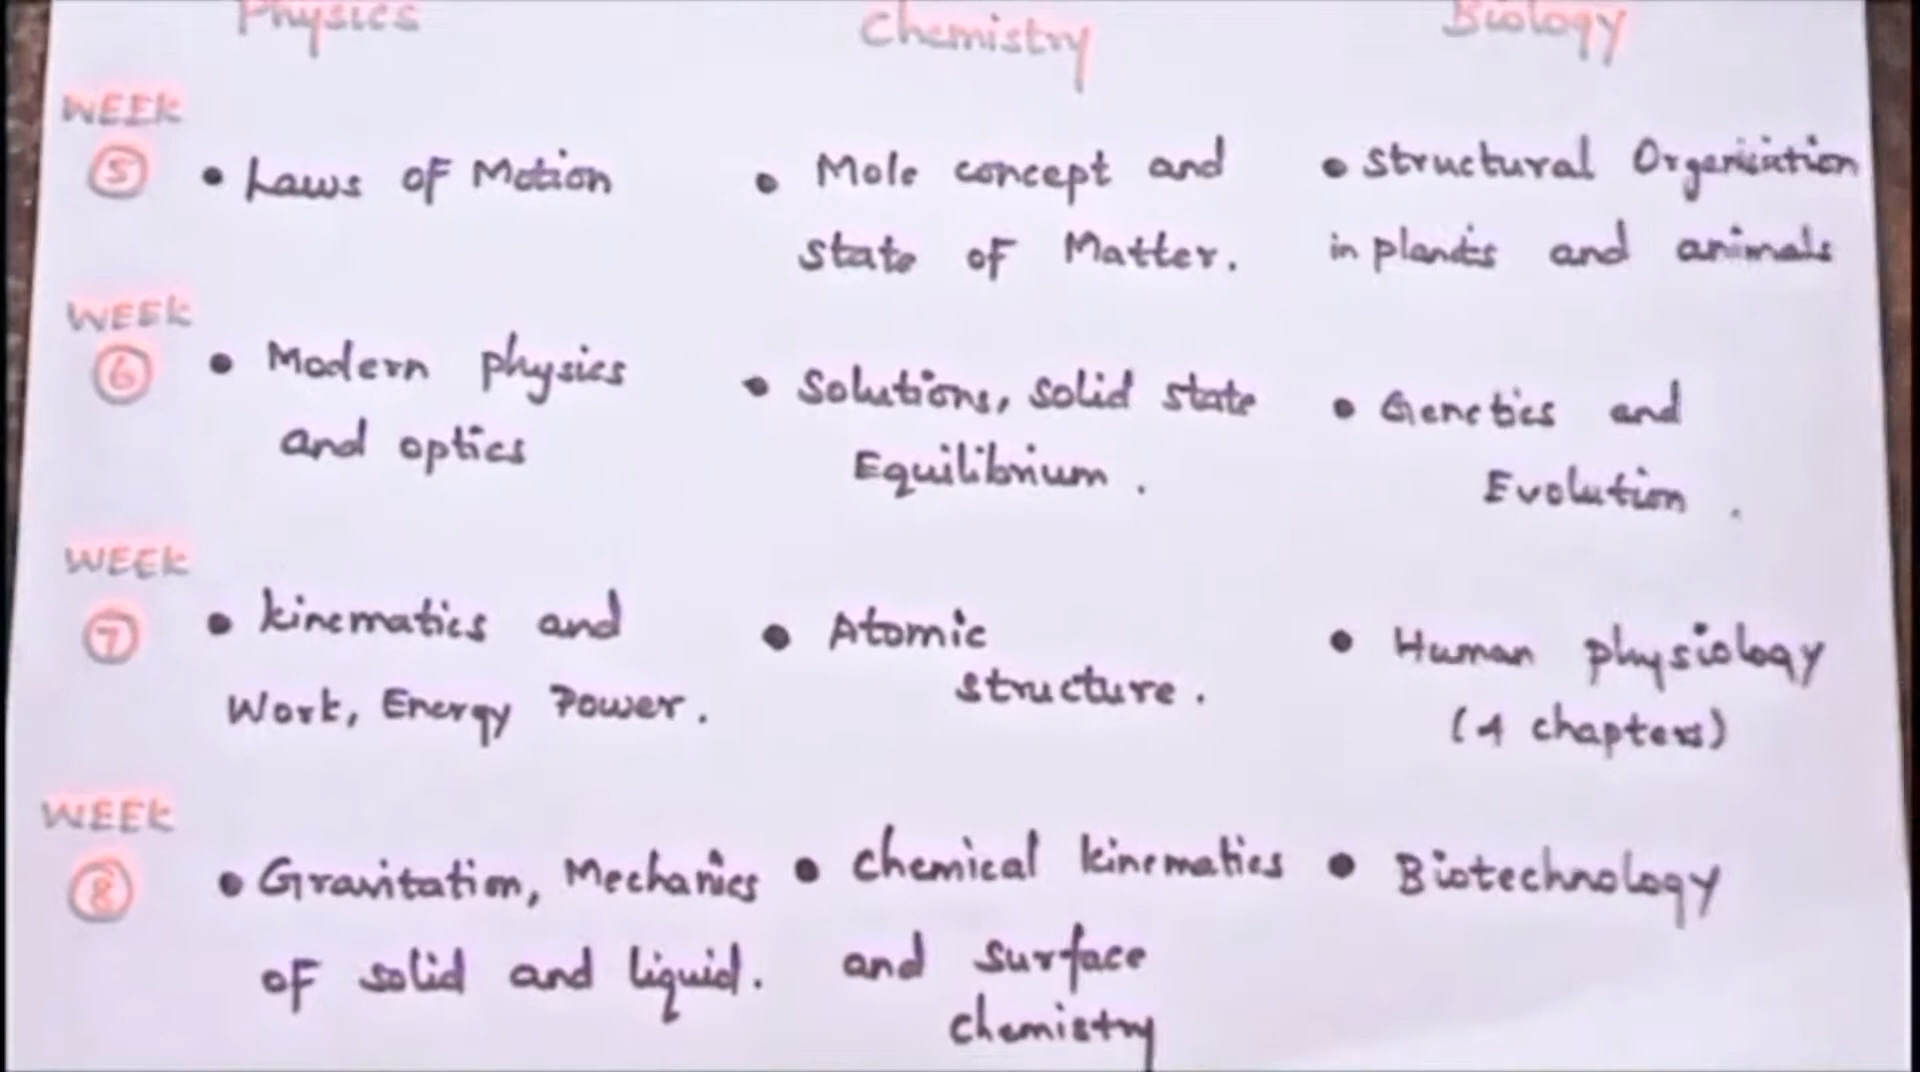 Physics Chemistry Biology
WEEK
5
• Laws of Motion
• Mole concept and
state of Matter.
• Structural Organisation
in plants and animals
WEEK
6
• Modern physics
and optics
• Solutions, solid state
Equilibrium.
• Genetics and
Evolution.
WEEK
7
• kinematics and
Work, Energy Power.
• Atomic
structure.
• Human physiology
(4 chapters)
WEEK
8
• Gravitation, Mechanics
of solid and liquid.
• Chemical kinematics
and surface
chemistry
• Biotechnology